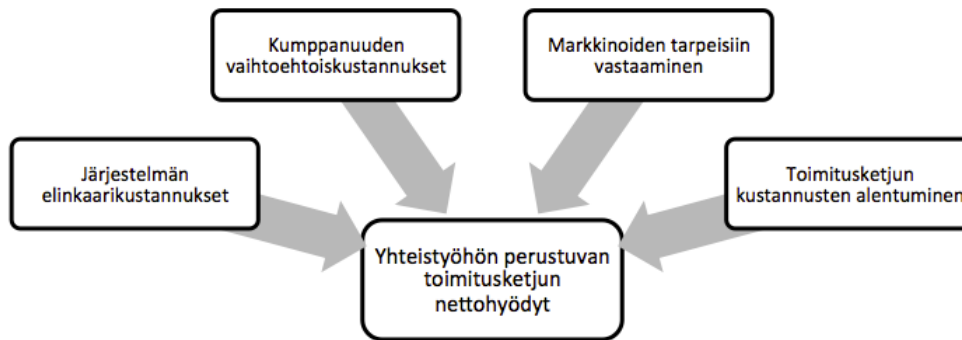 Kumppanuuden
vaihtoehtoiskustannukset
Markkinoiden tarpeisiin
vastaaminen
Järjestelmän
elinkaarikustannukset
Toimitusketjun
kustannusten alentuminen
Yhteistyöhön perustuvan
toimitusketjun
nettohyödyt